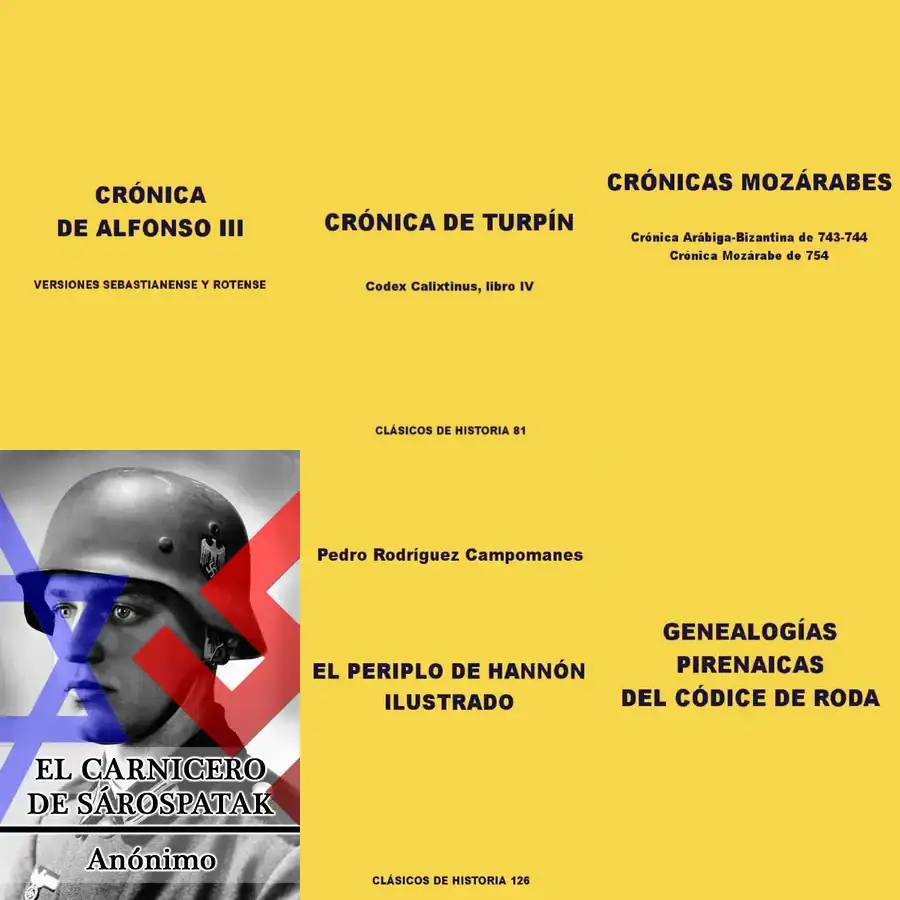 CRÓNICA
DE ALFONSO III
VERSIONES SEBASTIANENSE Y ROTENSE
CRÓNICA DE TURPÍN
Codex Calixtinus, libro IV
CLÁSICOS DE HISTORIA 81
CRÓNICAS MOZÁRABES
Crónica Arábiga-Bizantina de 743-744
Crónica Mozárabe de 754
EL CARNICERO
DE SÁROSPATAK
Anónimo
Pedro Rodríguez Campomanes
EL PERIPLO DE HANNÓN
ILUSTRADO
CLÁSICOS DE HISTORIA 126
GENEALOGÍAS
PIRENAICAS
DEL CÓDICE DE RODA